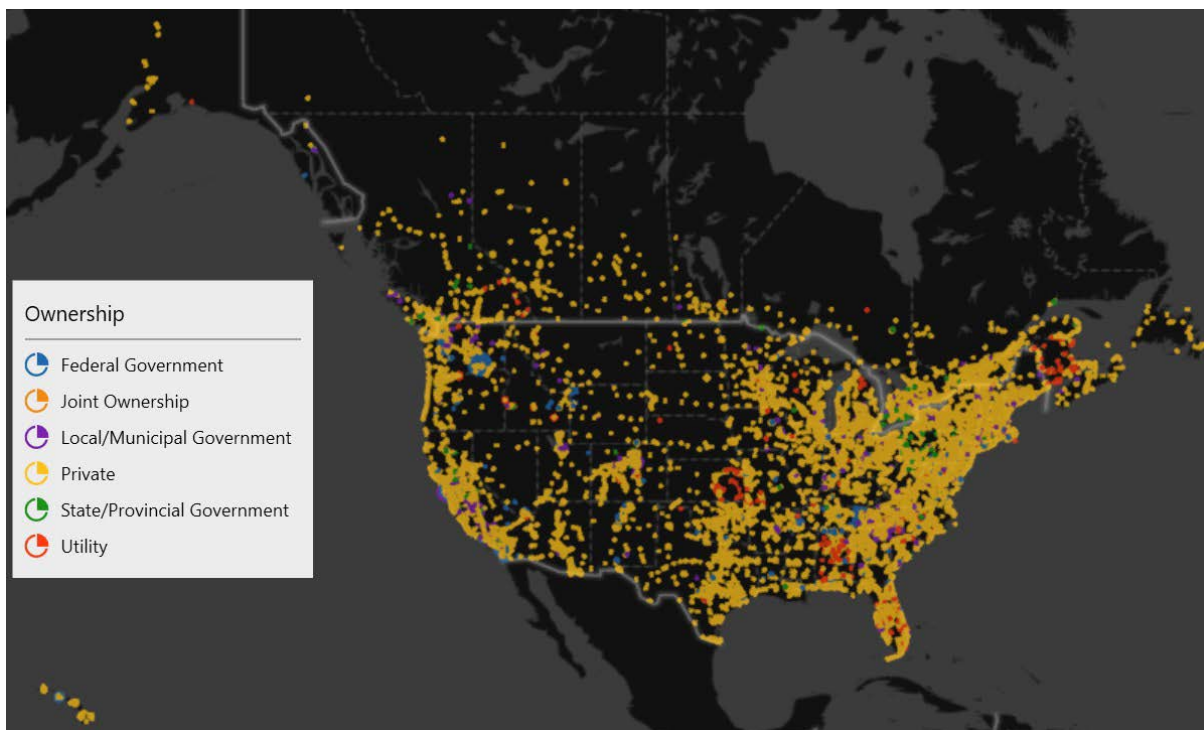 Ownership
Federal Government
Joint Ownership
Local/Municipal Government
Private
State/Provincial Government
Utility